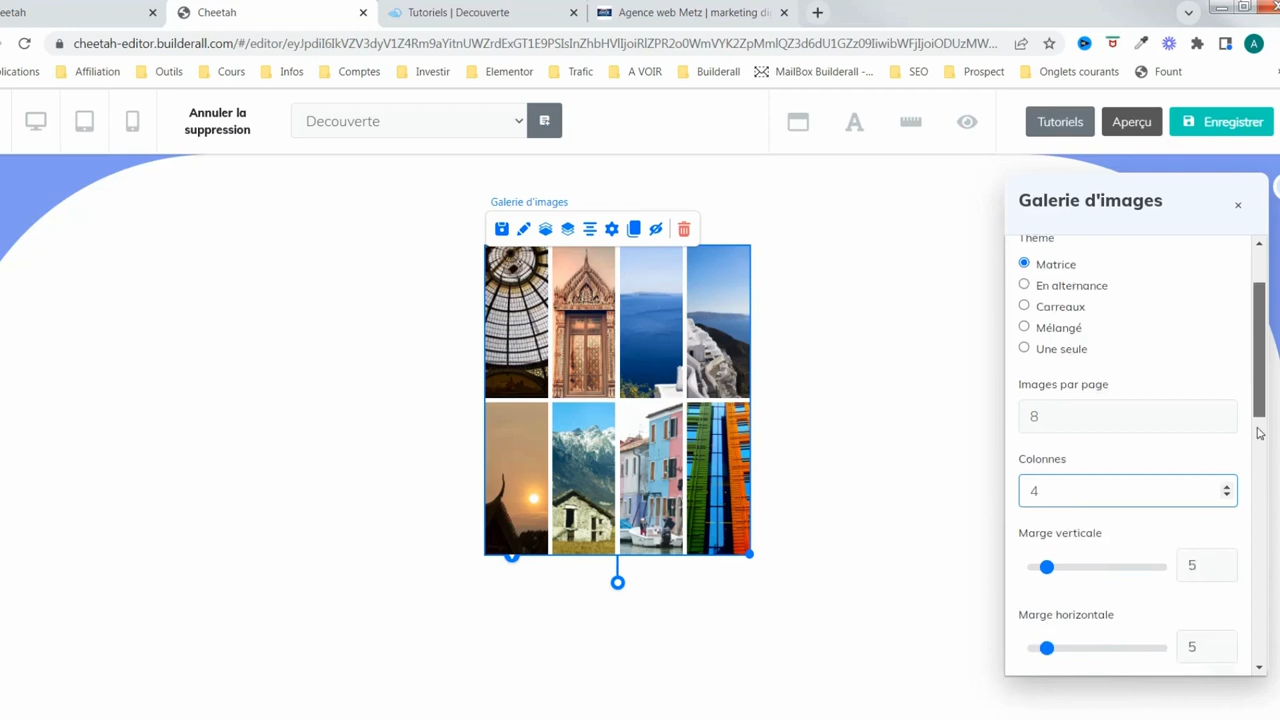 eetah
Cheetah
Tutoriels | Decouverte
Agence web Metz | marketing di
cheetah-editor.builderall.com/#/editor/
plications
Affiliation
Outils
Cours
Infos
Comptes
Investir
Elementor
Trafic
A VOIR
Builderall
MailBox Builderall -...
SEO
Prospect
Onglets courants
Fount
A
Annuler la
suppression
Decouverte
Tutoriels
Aperçu
Enregistrer
Galerie d'images
Galerie d'images
Thème
Matrice
En alternance
Carreaux
Mélangé
Une seule
Images par page
8
Colonnes
4
Marge verticale
5
Marge horizontale
5